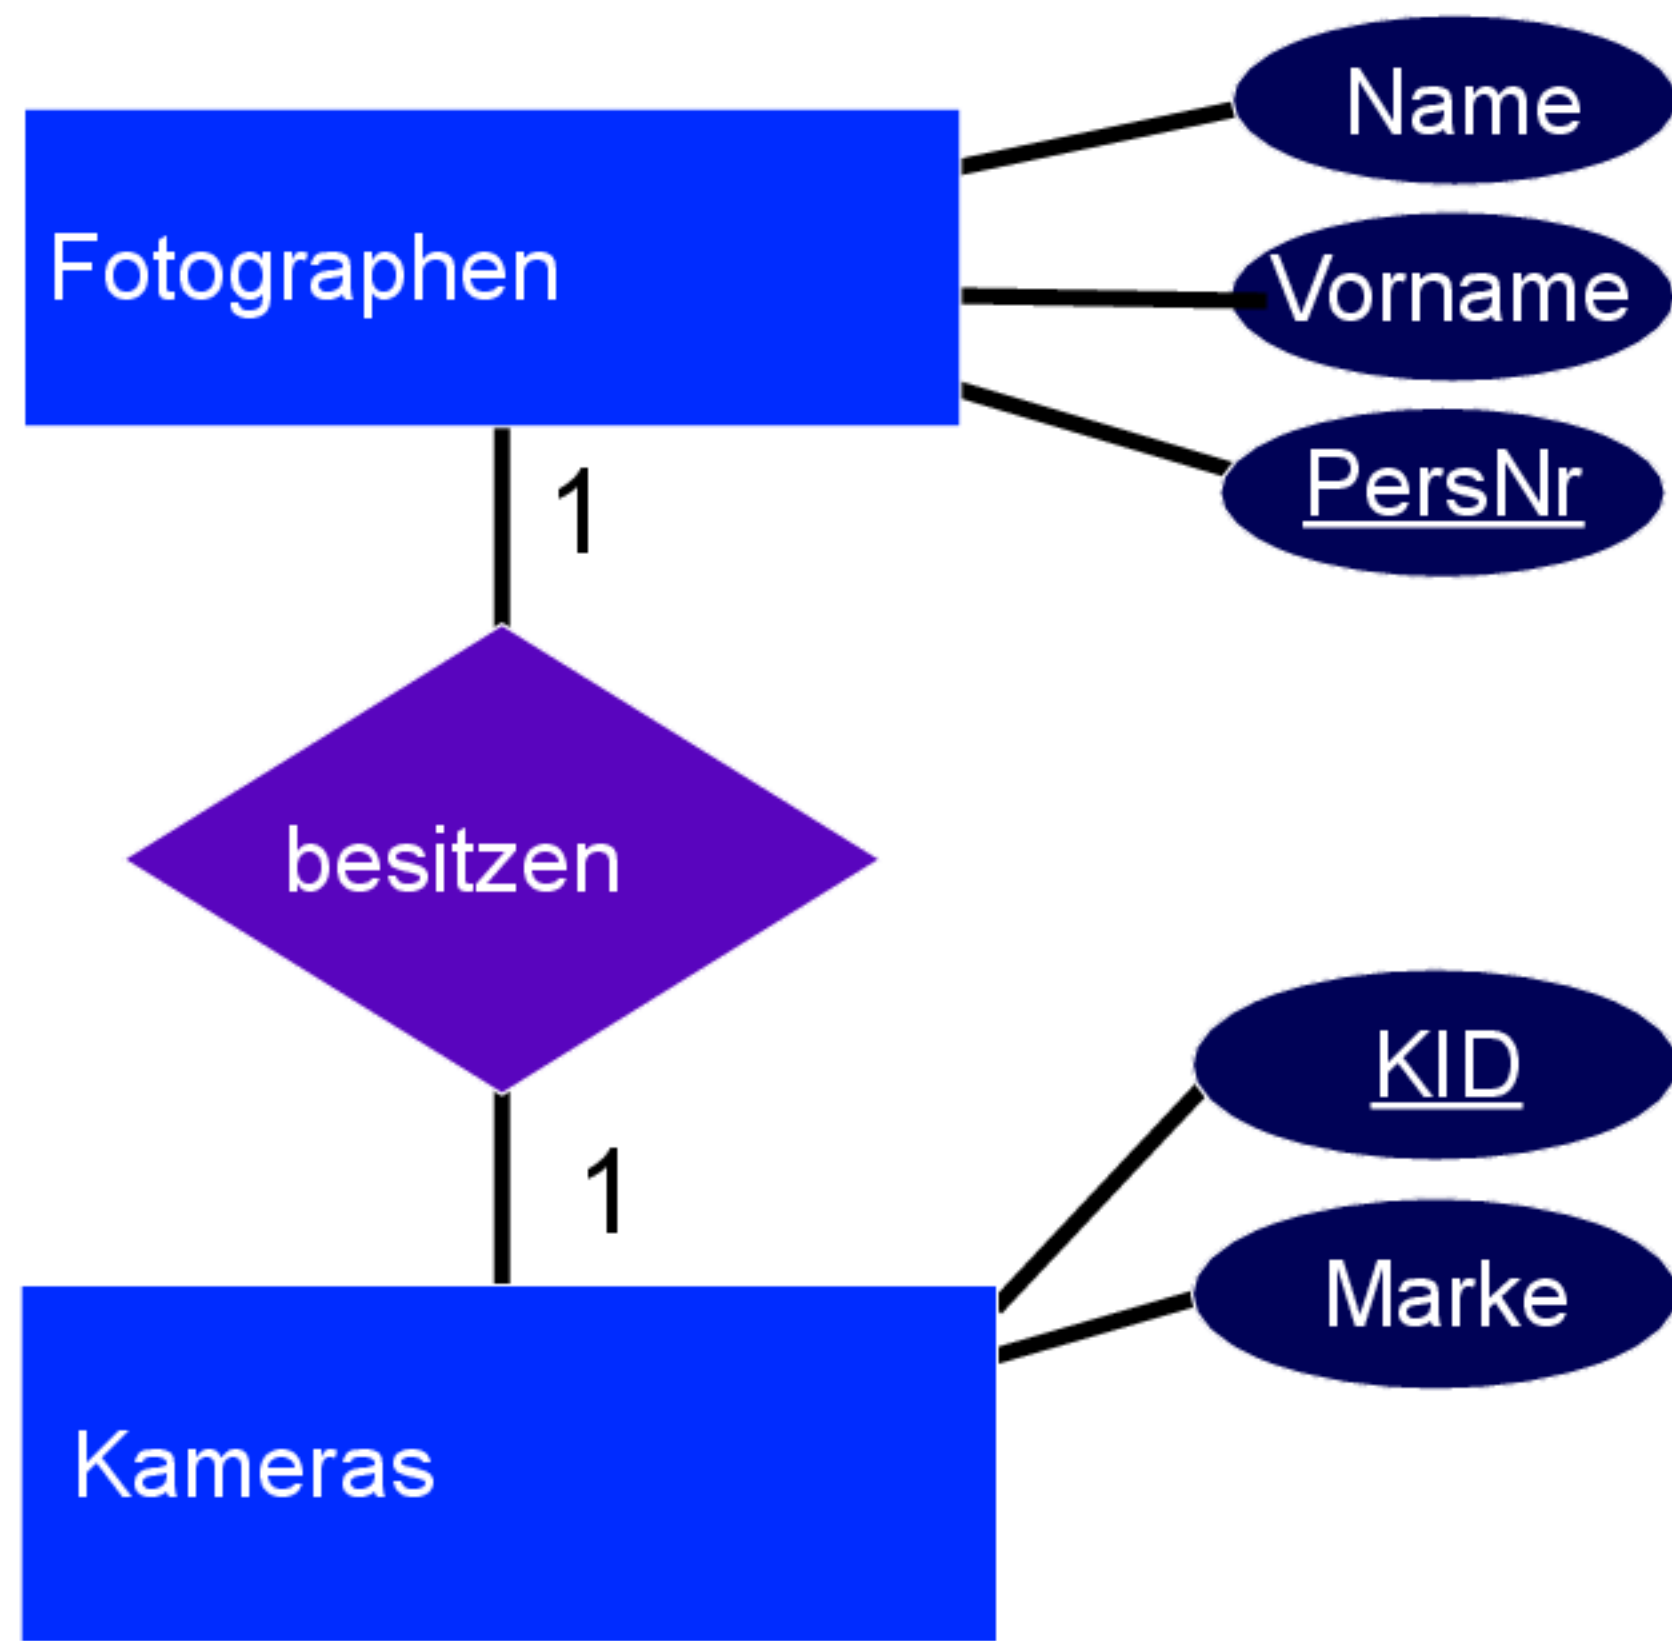 Name
Fotographen
Vorname
PersNr
1
besitzen
KID
1
Marke
Kameras